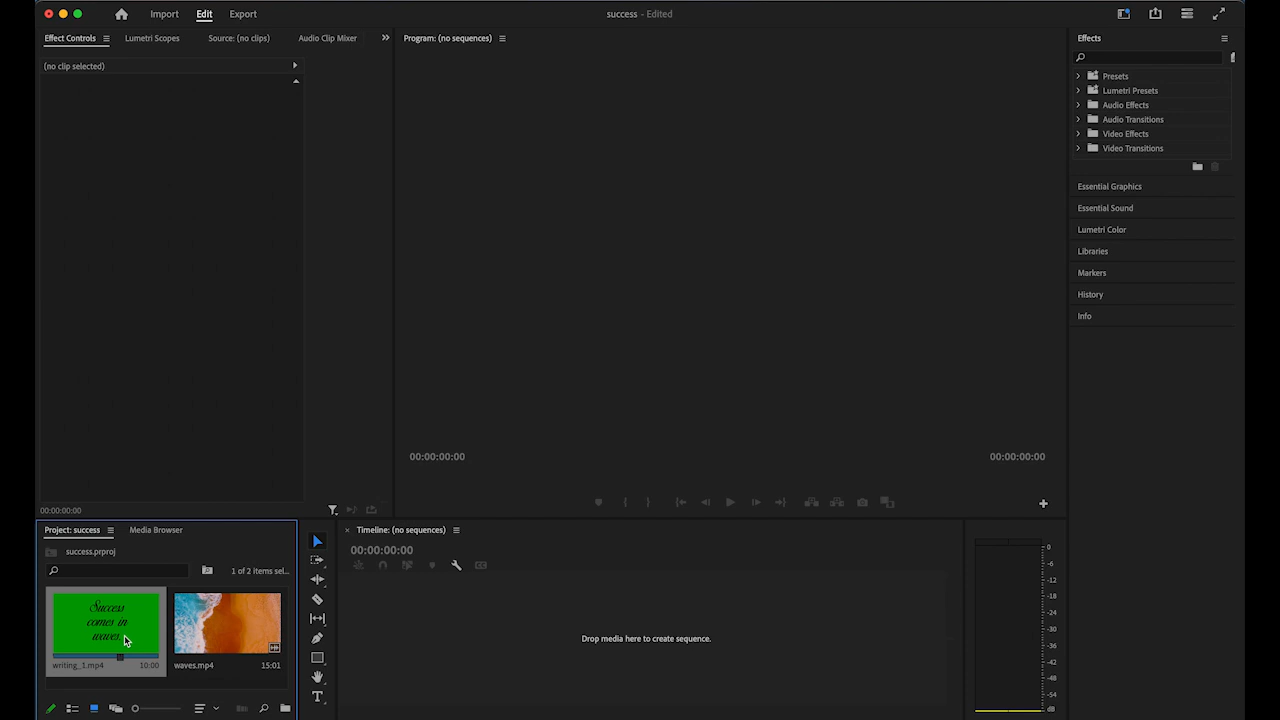 Import
Edit
Export
success - Edited
Effect Controls
Lumetri Scopes
Source: (no clips)
Audio Clip Mixer
Program: (no sequences)
Effects
(no clip selected)
Presets
Lumetri Presets
Audio Effects
Audio Transitions
Video Effects
Video Transitions
Essential Graphics
Essential Sound
Lumetri Color
Libraries
Markers
History
Info
00:00:00:00
00:00:00:00
00:00:00:00
Project: success
Media Browser
success.prproj
1 of 2 items sel...
Success
comes in
waves.
writing_1.mp4
10:00
waves.mp4
15:01
Timeline: (no sequences)
00:00:00:00
Drop media here to create sequence.
0
-6
-12
-18
-24
-30
-36
-42
-48
-54
dB